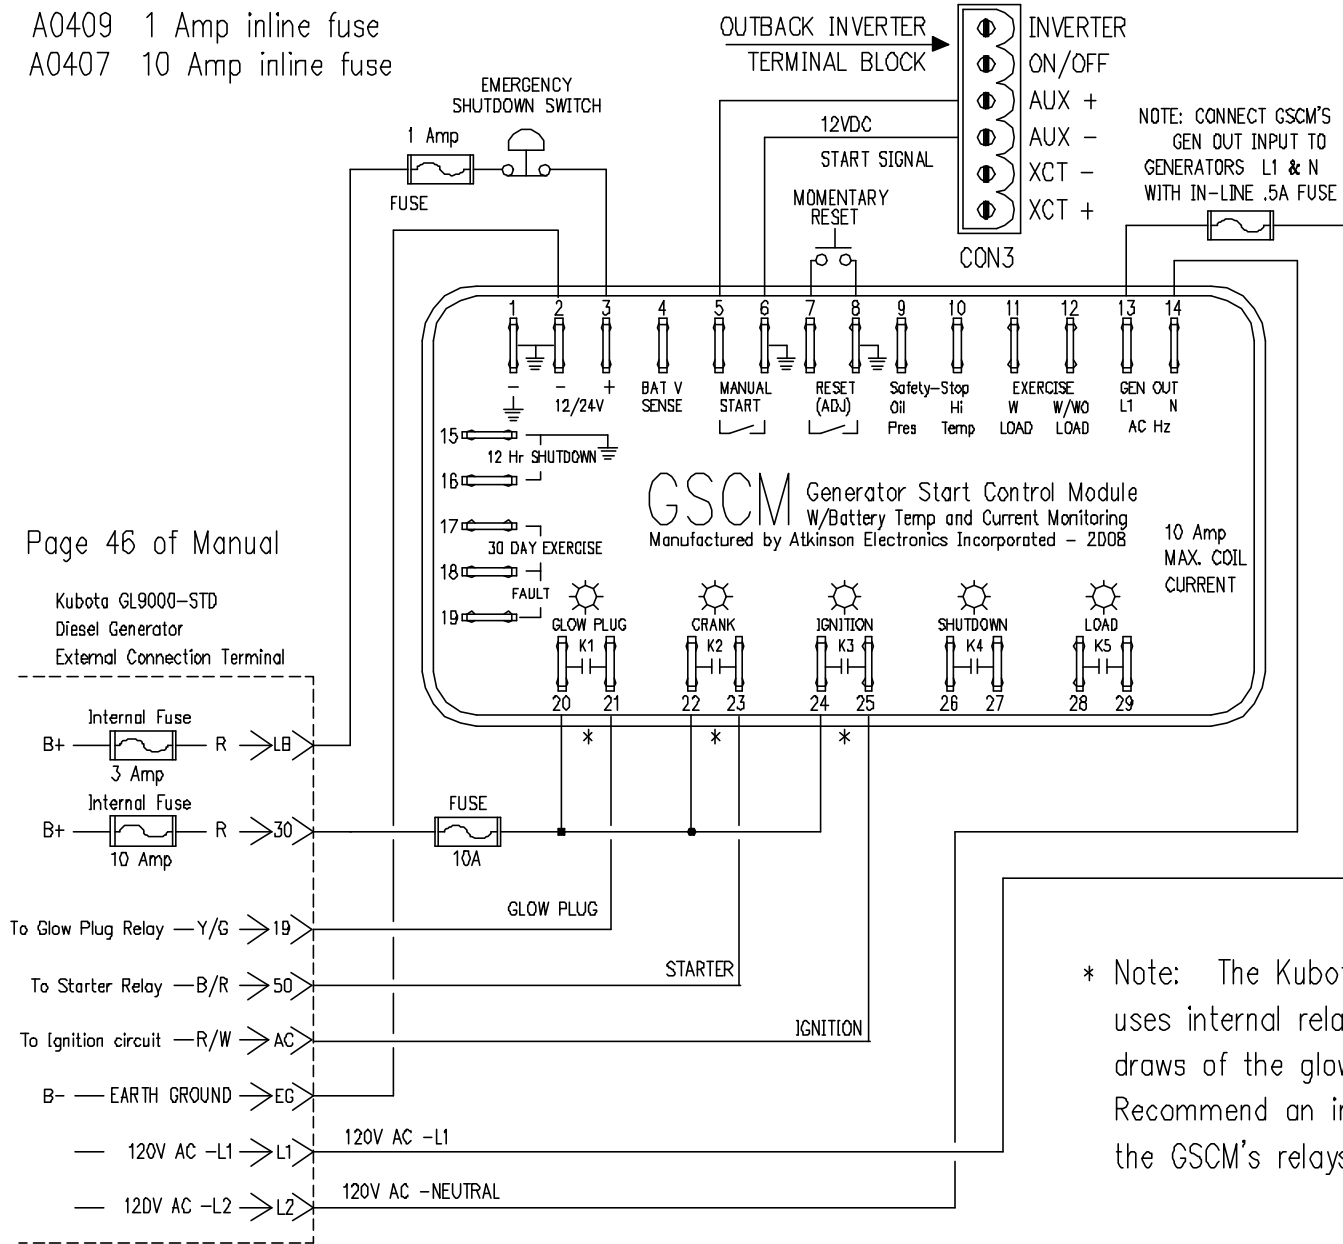 A0409 1 Amp inline fuse
A0407 10 Amp inline fuse
OUTBACK INVERTER
TERMINAL BLOCK
INVERTER
ON/OFF
AUX +
AUX -
XCT -
XCT +
CON3
EMERGENCY
SHUTDOWN SWITCH
1 Amp
FUSE
12VDC
START SIGNAL
MOMENTARY
RESET
NOTE: CONNECT GSCM'S
GEN OUT INPUT TO
GENERATORS L1 & N
WITH IN-LINE .5A FUSE
1 2 3 4 5 6 7 8 9 10 11 12 13 14
- - +
12/24V
BAT V
SENSE
MANUAL
START
RESET
(ADJ)
Safety-Stop
Oil Hi
Pres Temp
EXERCISE
W W/WO
LOAD LOAD
GEN OUT
L1 N
AC Hz
15
12 Hr SHUTDOWN
16
17
30 DAY EXERCISE
18
FAULT
19
GSCM Generator Start Control Module
W/Battery Temp and Current Monitoring
Manufactured by Atkinson Electronics Incorporated - 2008
10 Amp
MAX. COIL
CURRENT
GLOW PLUG CRANK IGNITION SHUTDOWN LOAD
K1 K2 K3 K4 K5
20 21 22 23 24 25 26 27 28 29
* * *
Page 46 of Manual
Kubota GL9000-STD
Diesel Generator
External Connection Terminal
Internal Fuse
B+ R LB
3 Amp
Internal Fuse
B+ R 30
10 Amp
FUSE
10A
To Glow Plug Relay - Y/G 19
GLOW PLUG
To Starter Relay - B/R 50
STARTER
To Ignition circuit - R/W AC
IGNITION
B- EARTH GROUND EG
120V AC -L1 L1
120V AC -L1
120V AC -L2 L2
120V AC -NEUTRAL
* Note: The Kubo
uses internal rela
draws of the glow
Recommend an i
the GSCM's relays